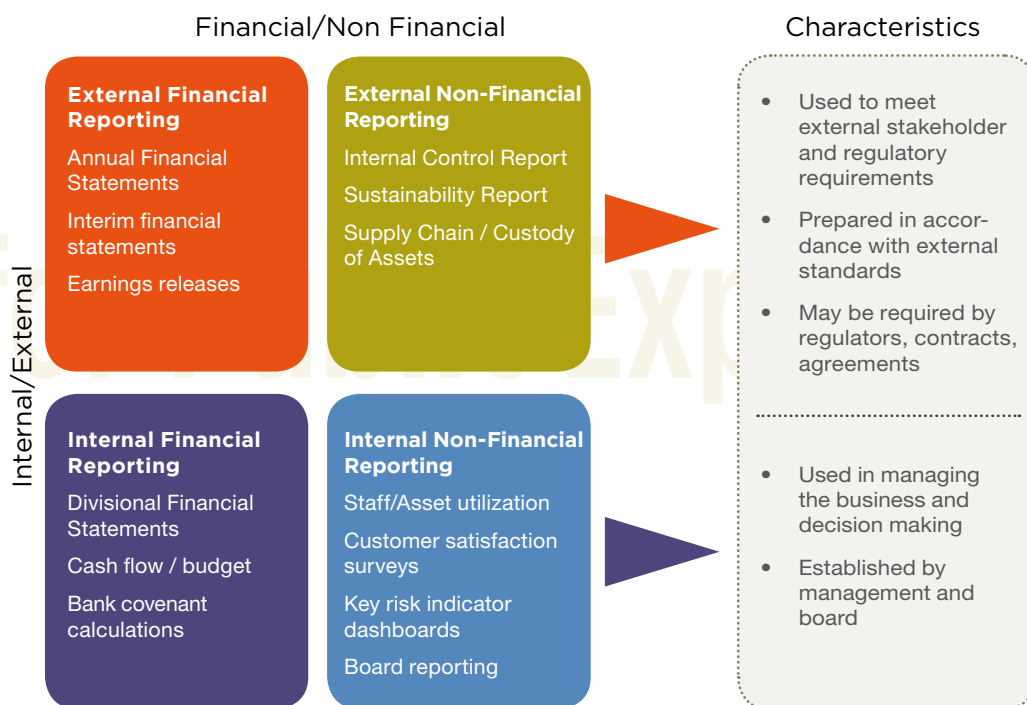 Financial/Non Financial
Characteristics
Internal/External
External Financial
Reporting
Annual Financial
Statements
Interim financial
statements
Earnings releases
External Non-Financial
Reporting
Internal Control Report
Sustainability Report
Supply Chain / Custody
of Assets
• Used to meet
external stakeholder
and regulatory
requirements
• Prepared in accor-
dance with external
standards
• May be required by
regulators, contracts,
agreements
Internal Financial
Reporting
Divisional Financial
Statements
Cash flow / budget
Bank covenant
calculations
Internal Non-Financial
Reporting
Staff/Asset utilization
Customer satisfaction
surveys
Key risk indicator
dashboards
Board reporting
• Used in managing
the business and
decision making
• Established by
management and
board